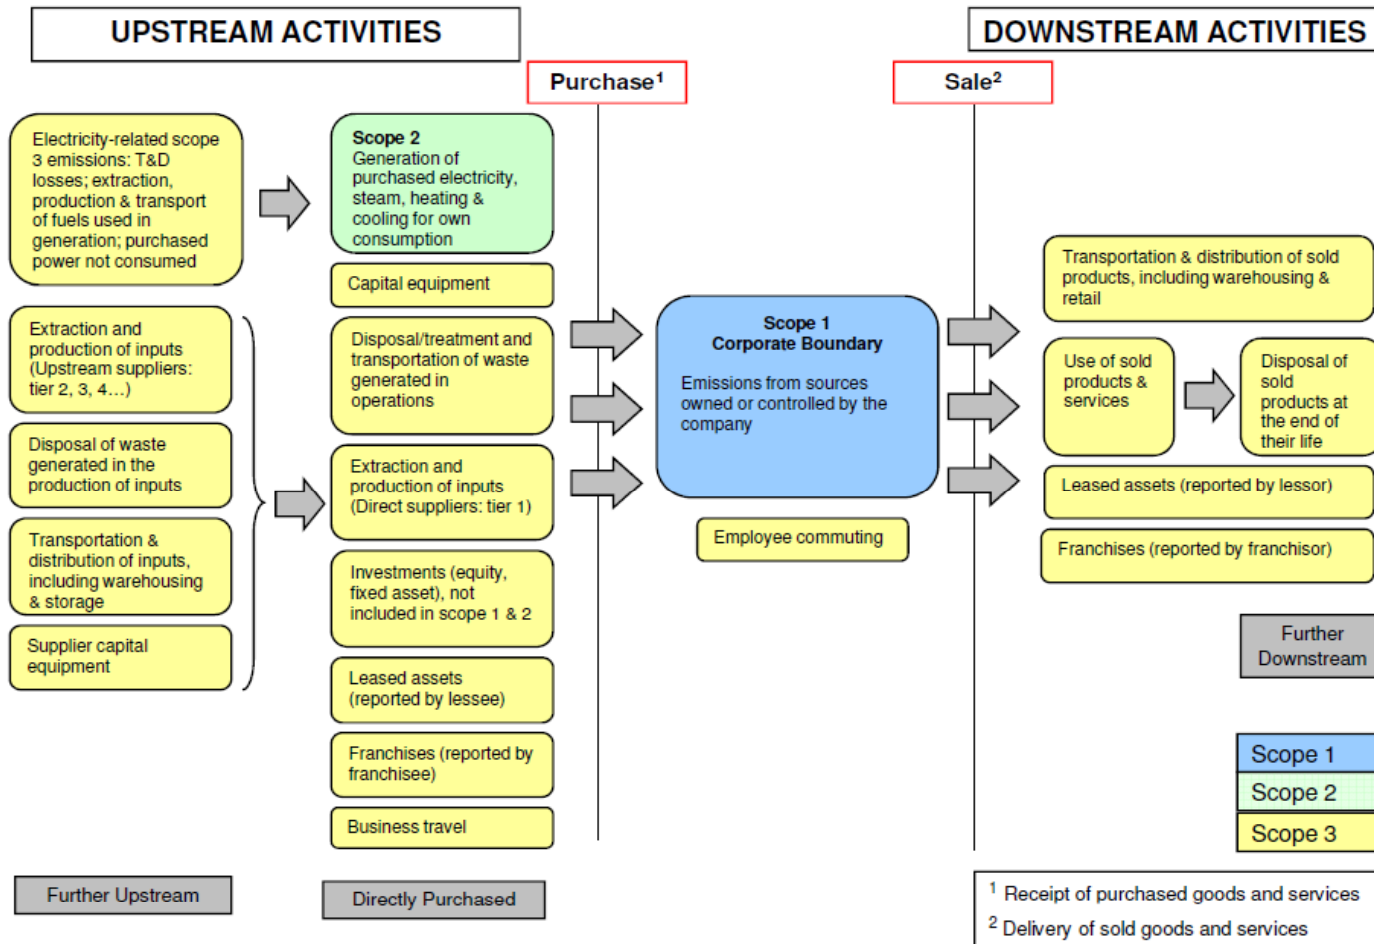 UPSTREAM ACTIVITIES
DOWNSTREAM ACTIVITIES
Purchase¹
Sale²
Electricity-related scope
3 emissions: T&D
losses; extraction,
production & transport
of fuels used in
generation; purchased
power not consumed
Extraction and
production of inputs
(Upstream suppliers:
tier 2, 3, 4…)
Disposal of waste
generated in the
production of inputs
Transportation &
distribution of inputs,
including warehousing
& storage
Supplier capital
equipment
Further Upstream
Scope 2
Generation of
purchased electricity,
steam, heating &
cooling for own
consumption
Capital equipment
Disposal/treatment and
transportation of waste
generated in
operations
Extraction and
production of inputs
(Direct suppliers: tier 1)
Investments (equity,
fixed asset), not
included in scope 1 & 2
Leased assets
(reported by lessee)
Franchises (reported by
franchisee)
Business travel
Directly Purchased
Scope 1
Corporate Boundary
Emissions from sources
owned or controlled by the
company
Employee commuting
Transportation & distribution of sold
products, including warehousing &
retail
Use of sold
products &
services
Disposal of
sold
products at
the end of
their life
Leased assets (reported by lessor)
Franchises (reported by franchisor)
Further
Downstream
Scope 1
Scope 2
Scope 3
¹ Receipt of purchased goods and services
² Delivery of sold goods and services